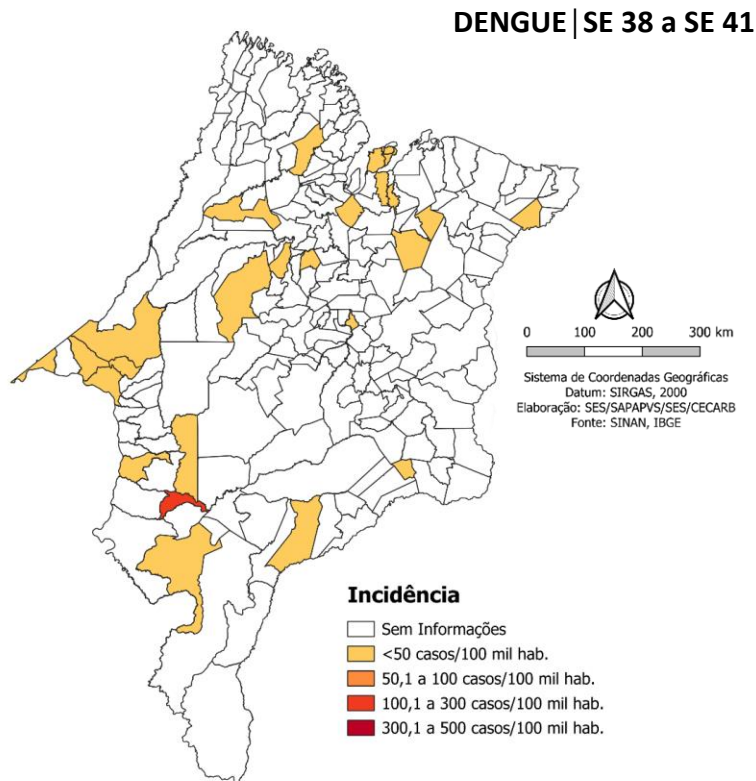 DENGUE|SE 38 a SE 41
0 100 200 300 km
Sistema de Coordenadas Geográficas
Datum: SIRGAS, 2000
Elaboração: SES/SAPAPVS/SES/CECARB
Fonte: SINAN, IBGE
Incidência
Sem Informações
<50 casos/100 mil hab.
50,1 a 100 casos/100 mil hab.
100,1 a 300 casos/100 mil hab.
300,1 a 500 casos/100 mil hab.